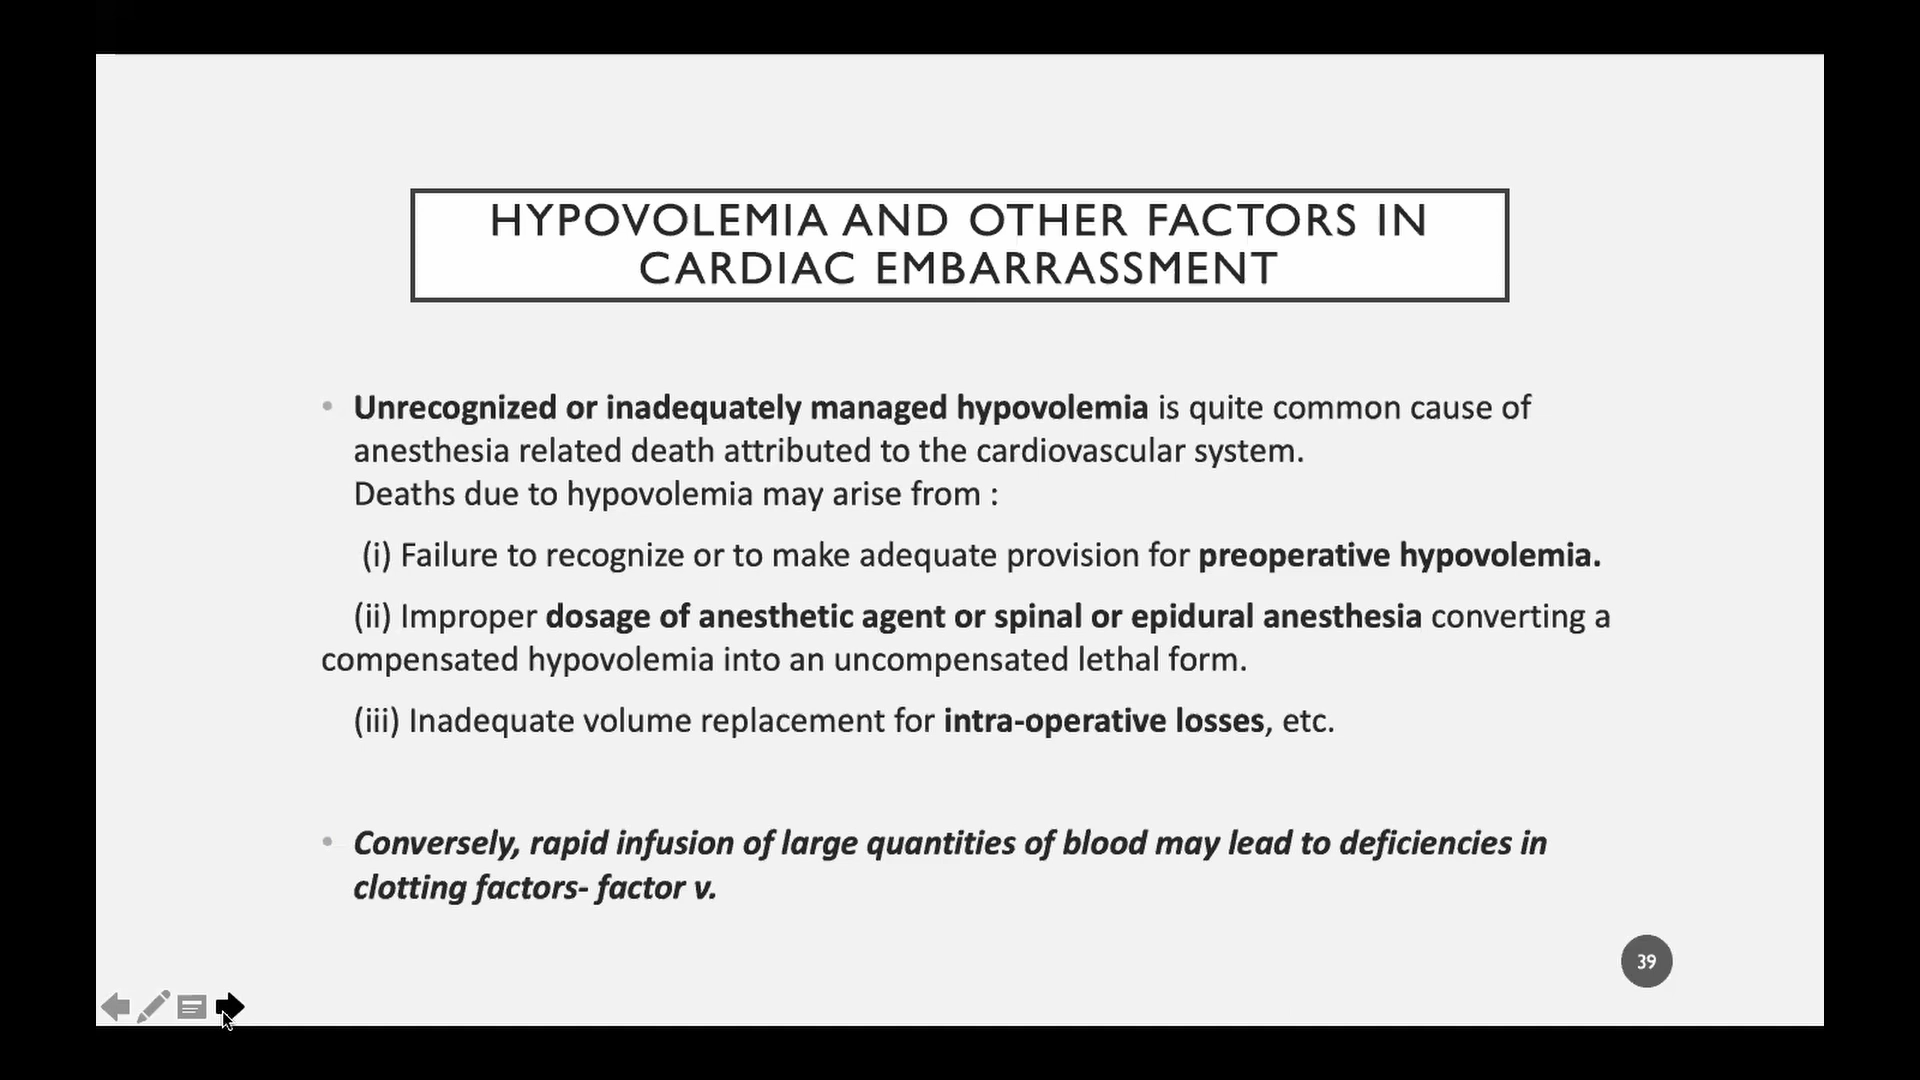 HYPOVOLEMIA AND OTHER FACTORS IN
CARDIAC EMBARRASSMENT
• Unrecognized or inadequately managed hypovolemia is quite common cause of
anesthesia related death attributed to the cardiovascular system.
Deaths due to hypovolemia may arise from :
(i) Failure to recognize or to make adequate provision for preoperative hypovolemia.
(ii) Improper dosage of anesthetic agent or spinal or epidural anesthesia converting a
compensated hypovolemia into an uncompensated lethal form.
(iii) Inadequate volume replacement for intra-operative losses, etc.
• Conversely, rapid infusion of large quantities of blood may lead to deficiencies in
clotting factors- factor v.
39